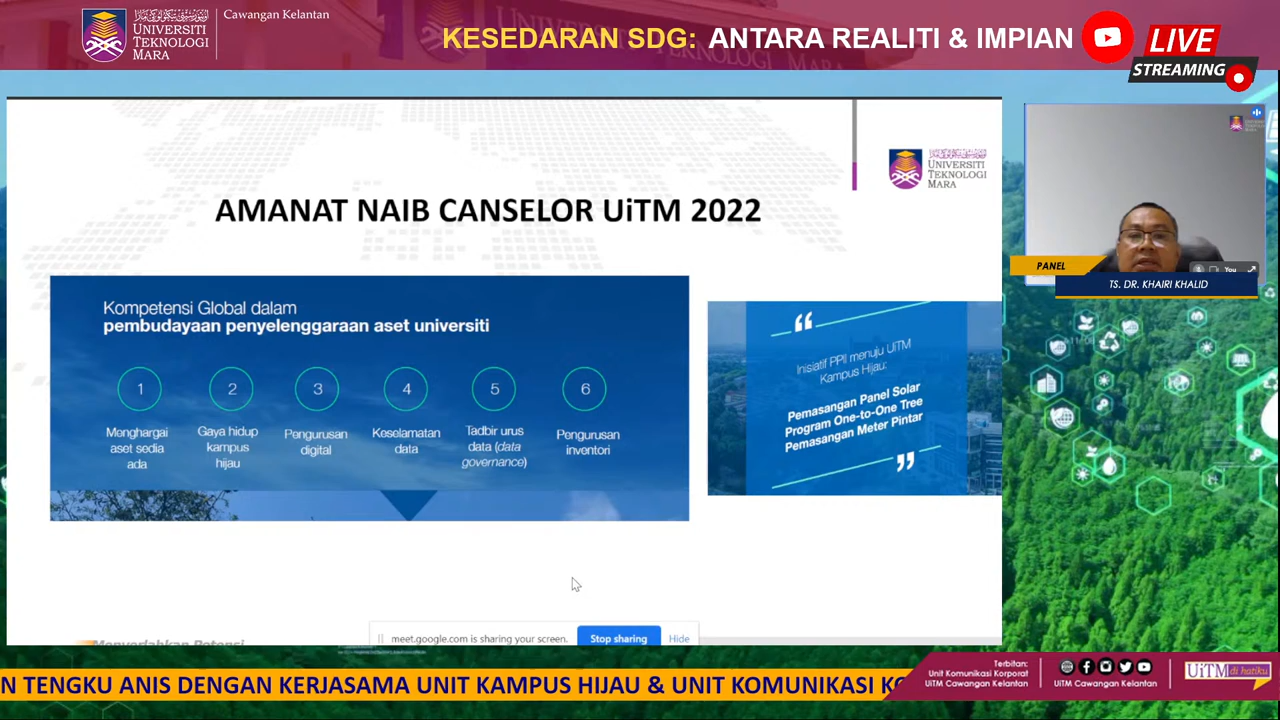 UNIVERSITI
TEKNOLOGI
MARA
Cawangan Kelantan
KESEDARAN SDG: ANTARA REALITI & IMPIAN
LIVE
STREAMING
UNIVERSITI
TEKNOLOGI
MARA
AMANAT NAIB CANSELOR UiTM 2022
Kompetensi Global dalam
pembudayaan penyelenggaraan aset universiti
1
Menghargai
aset sedia
ada
2
Gaya hidup
kampus
hijau
3
Pengurusan
digital
4
Keselamatan
data
5
Tadbir urus
data (data
governance)
6
Pengurusan
inventori
“
Inisiatif PPII menuju UiTM
Kampus Hijau:
Pemasangan Panel Solar
Program One-to-One Tree
Pemasangan Meter Pintar
”
PANEL
You
TS. DR. KHAIRI KHALID
meet.google.com is sharing your screen.
Stop sharing
Hide
N TENGKU ANIS DENGAN KERJASAMA UNIT KAMPUS HIJAU & UNIT KOMUNIKASI KO
Terbitan:
Unit Komunikasi Korporat
UiTM Cawangan Kelantan
UiTM Cawangan Kelantan
UiTM di hatiku